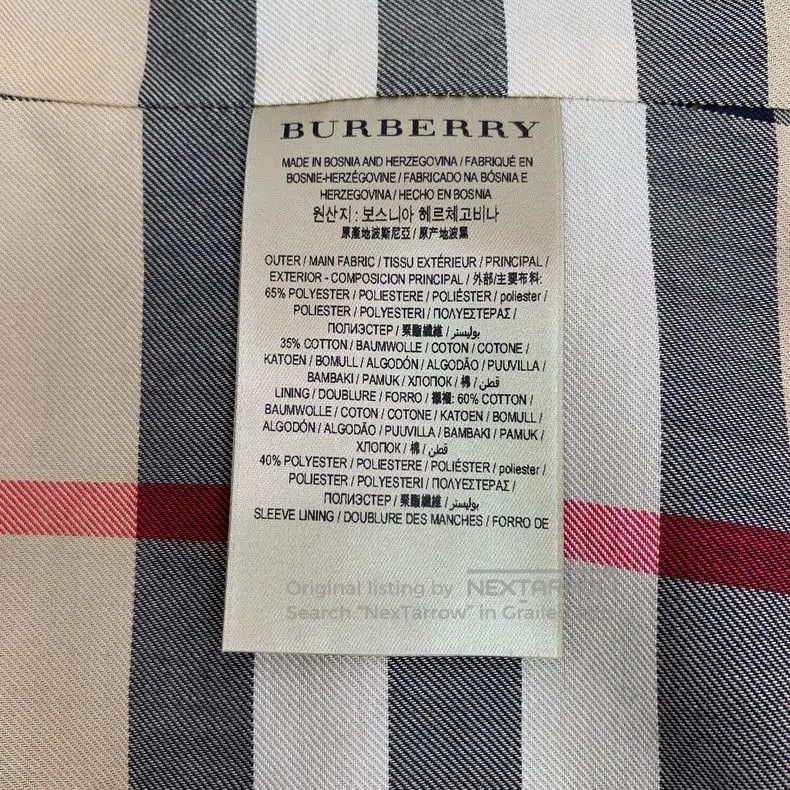 BURBERRY
MADE IN BOSNIA AND HERZEGOVINA / FABRIQUÉ EN
BOSNIE-HERZÉGOVINE / FABRICADO NA BÓSNIA E
HERZEGOVINA / HECHO EN BOSNIA
원산지 : 보스니아 헤르체고비나
原產地波斯尼亞 / 原产地波黑
OUTER / MAIN FABRIC / TISSU EXTÉRIEUR / PRINCIPAL /
EXTERIOR - COMPOSICION PRINCIPAL / 外部/主要布料:
65% POLYESTER / POLIESTERE / POLIÉSTER / poliester /
POLIESTER / POLYESTERI / ΠΟΛΥΕΣΤΕΡΑΣ /
ПОЛИЭСТЕР / 聚酯纖維 / بوليستر /
35% COTTON / BAUMWOLLE / COTON / COTONE /
KATOEN / BOMULL / ALGODÓN / ALGODÃO / PUUVILLA /
BAMBAKI / PAMUK / ХЛОПОК / 棉 / قطن /
LINING / DOUBLURE / FORRO / 襯裡: 60% COTTON /
BAUMWOLLE / COTON / COTONE / KATOEN / BOMULL /
ALGODÓN / ALGODÃO / PUUVILLA / BAMBAKI / PAMUK /
ХЛОПОК / 棉 / قطن /
40% POLYESTER / POLIESTERE / POLIÉSTER / poliester /
POLIESTER / POLYESTERI / ΠΟΛΥΕΣΤΕΡΑΣ /
ПОЛИЭСТЕР / 聚酯纖維 / بوليستر /
SLEEVE LINING / DOUBLURE DES MANCHES / FORRO DE
Original listing by NEXTARROW
Search "NexTarrow" in